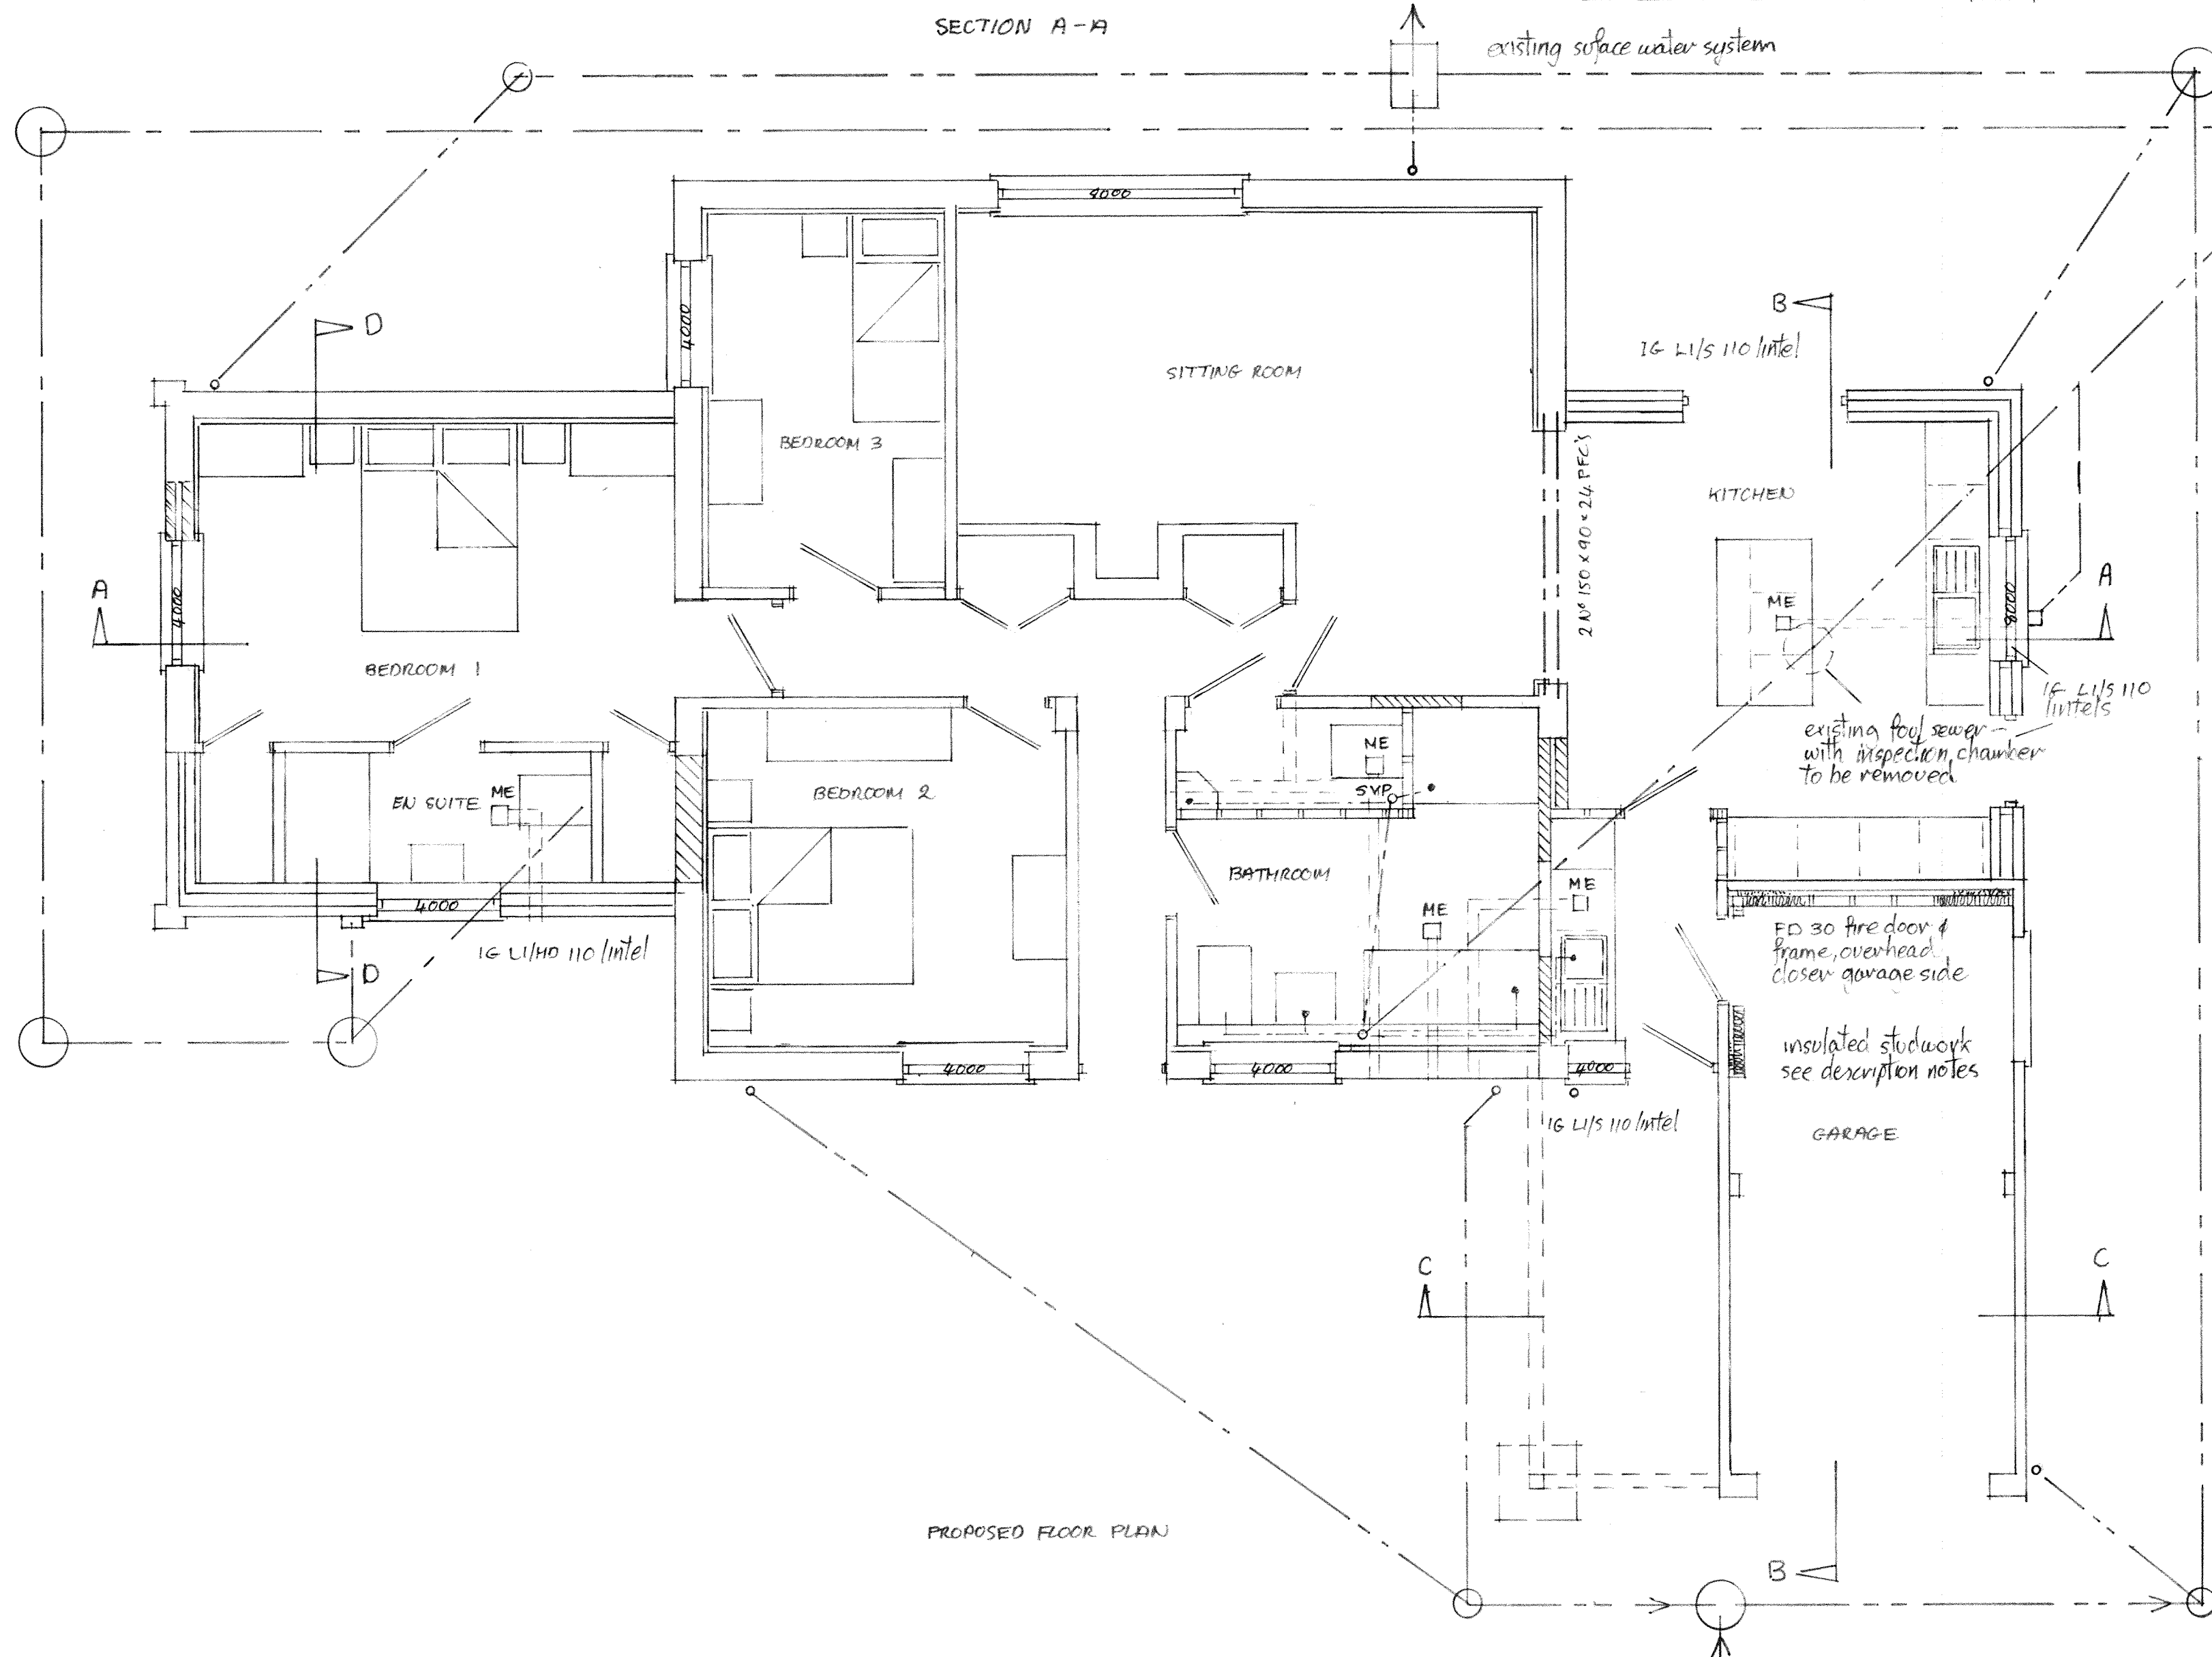 SECTION A-A
existing suface water system
4000
D
4000
B
IG L1/S 110 lintel
SITTING ROOM
BEDROOM 3
2 Nº 150 x 90 x 24 PFC's
KITCHEN
A
4000
BEDROOM 1
ME
A
IG L1/S 110
lintels
existing foul sewer
with inspection chamber
to be removed
ME
EN SUITE
ME
BEDROOM 2
SVP
BATHROOM
ME
ME
4000
IG L1/HD 110 lintel
D
FD 30 fire door &
frame, overhead
closer garage side
insulated studwork
see description notes
4000
4000
4000
IG L1/S 110 lintel
GARAGE
C
C
PROPOSED FLOOR PLAN
B